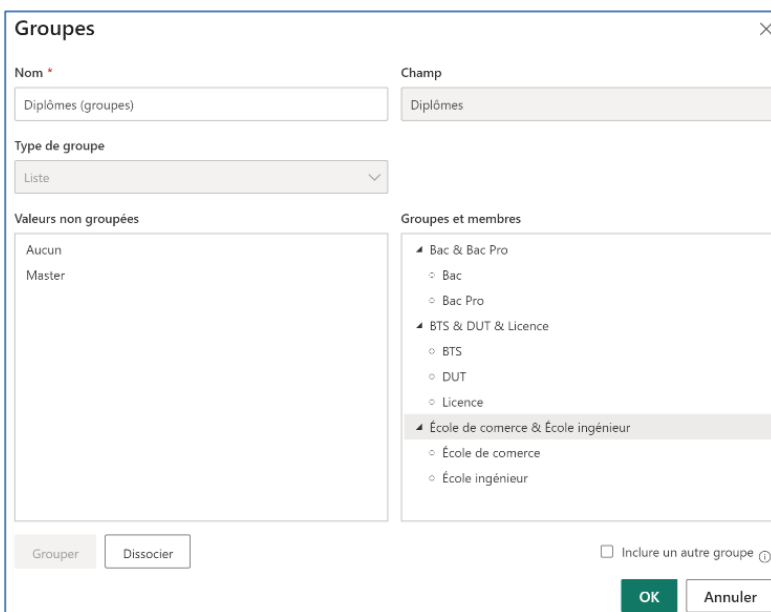 Groupes
Nom *
Champ
Diplômes (groupes)
Diplômes
Type de groupe
Liste
Valeurs non groupées
Groupes et membres
Aucun
Master
Bac & Bac Pro
Bac
Bac Pro
BTS & DUT & Licence
BTS
DUT
Licence
École de comerce & École ingénieur
École de comerce
École ingénieur
Grouper
Dissocier
Inclure un autre groupe
OK
Annuler